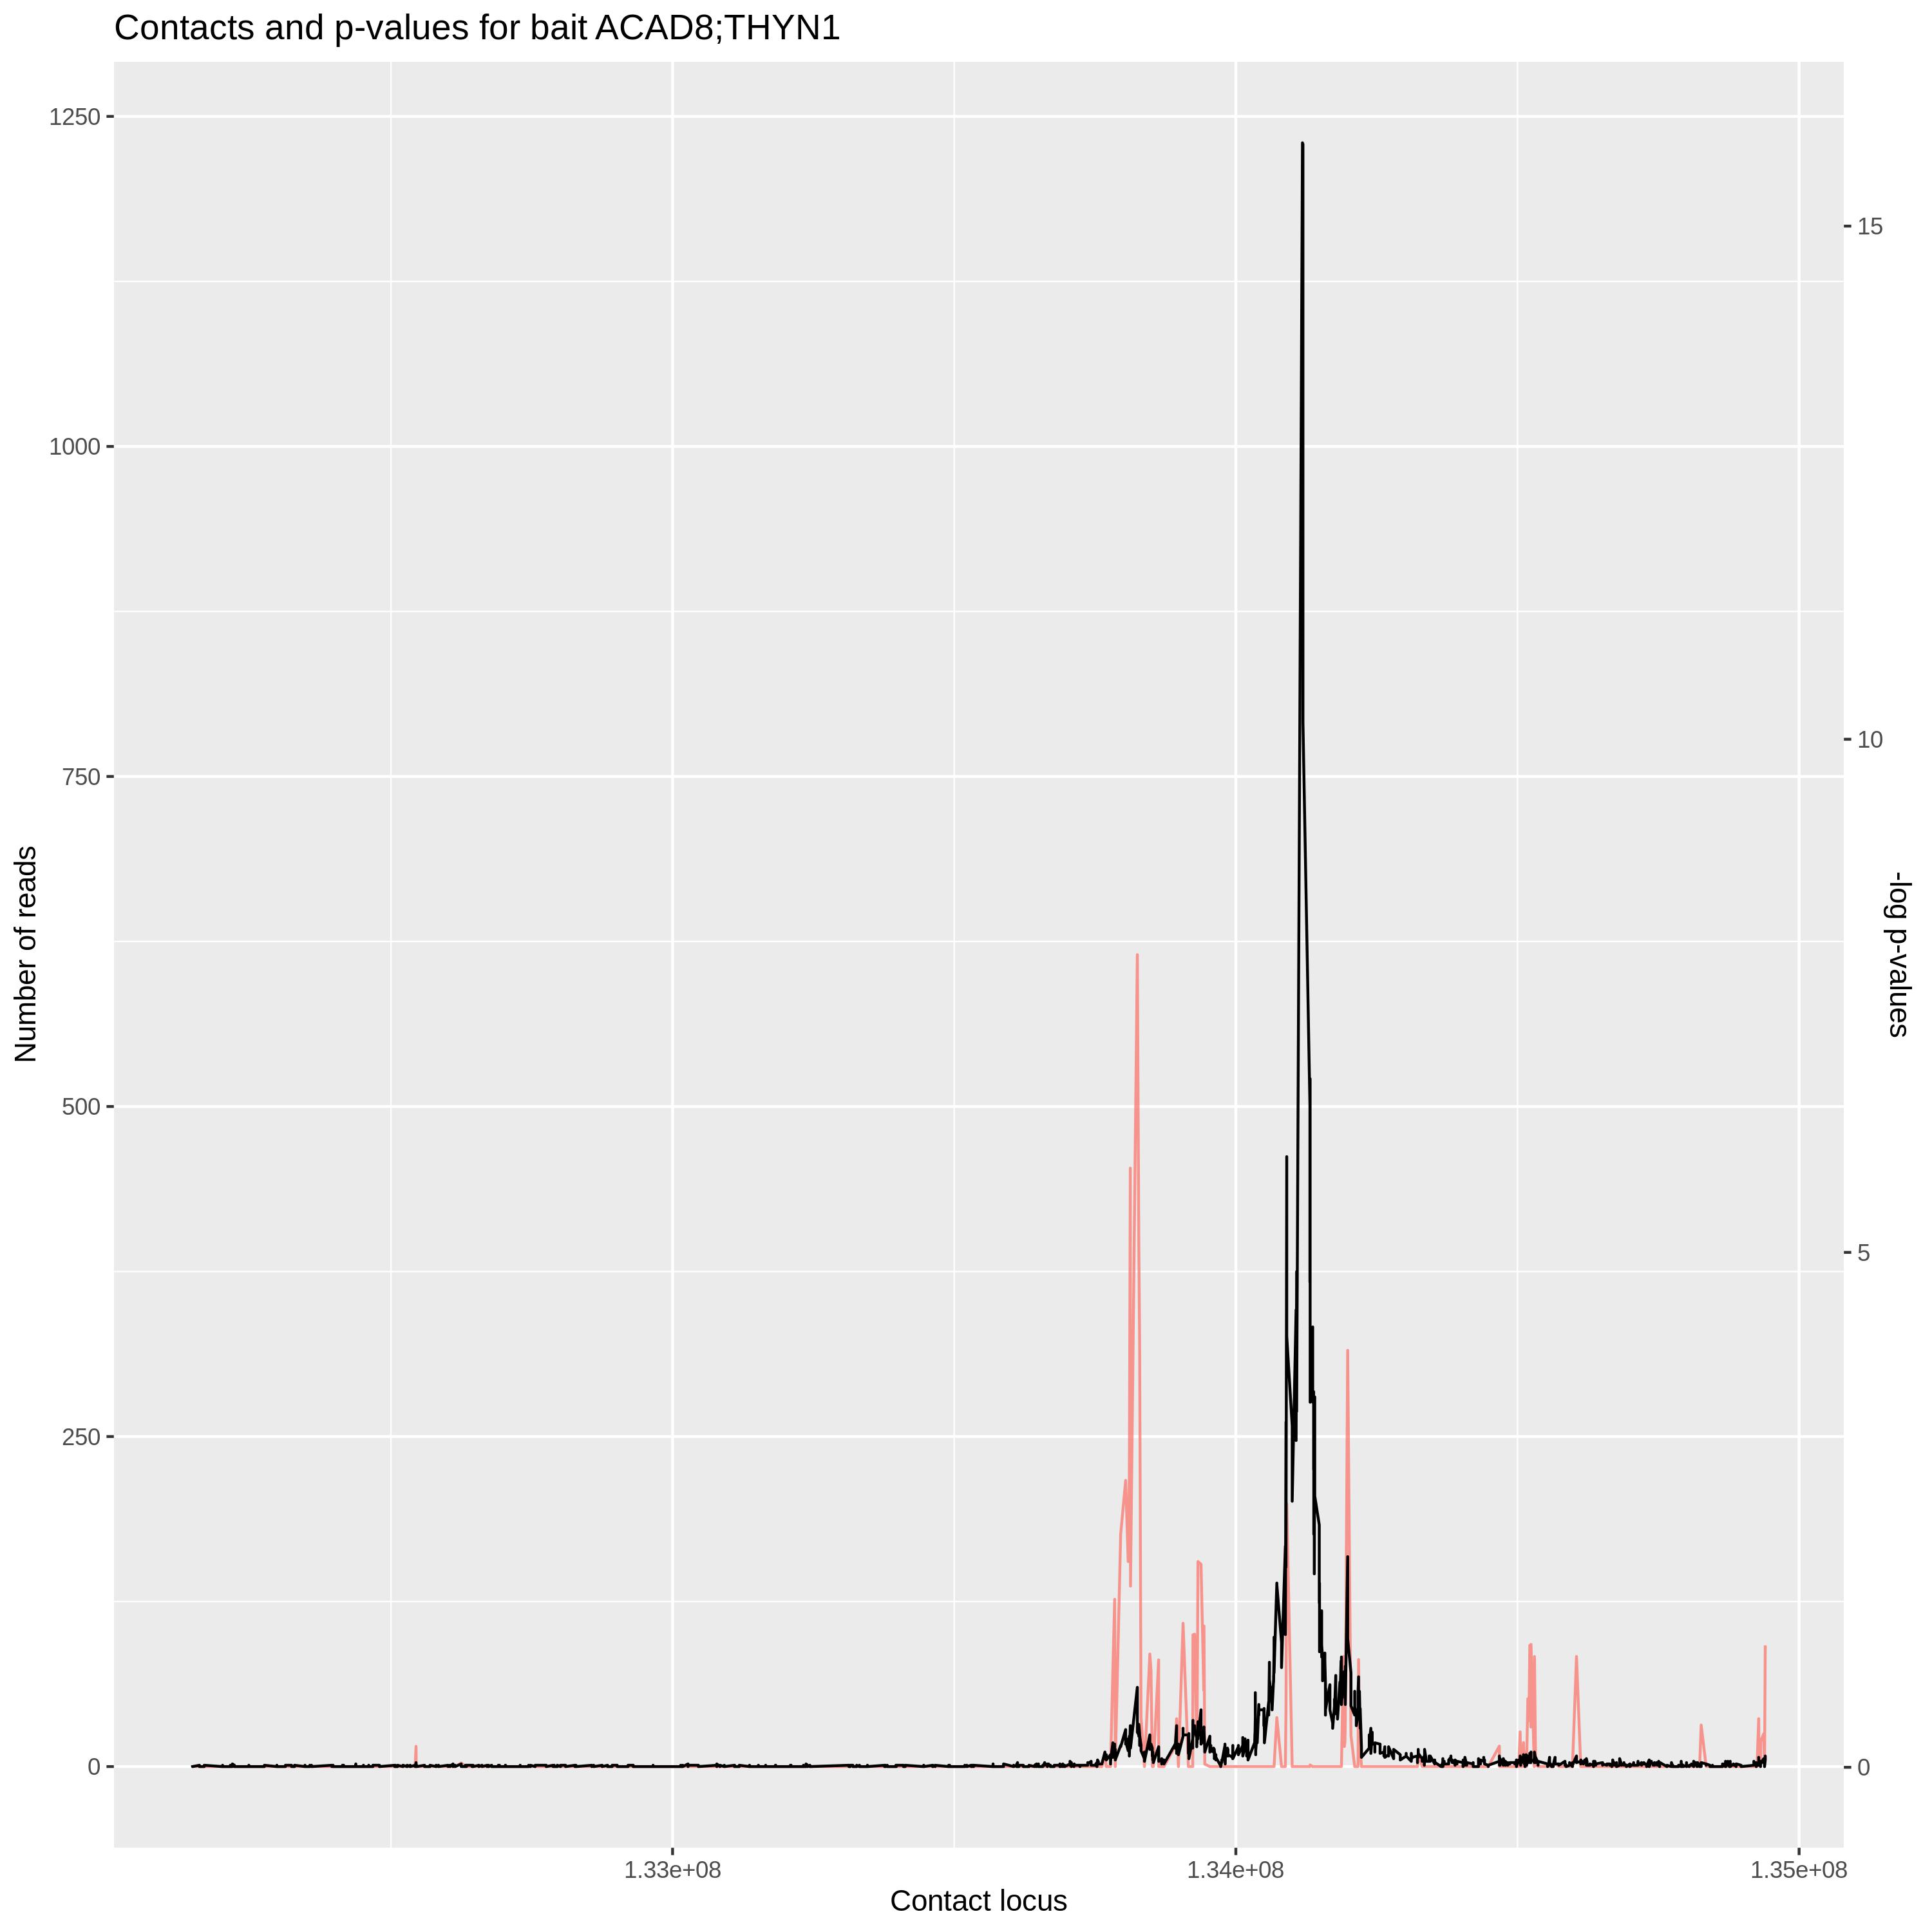 Contacts and p-values for bait ACAD8;THYN1
1250
1000
750
500
250
0
Number of reads
15
10
5
0
-log p-values
1.33e+08
1.34e+08
1.35e+08
Contact locus